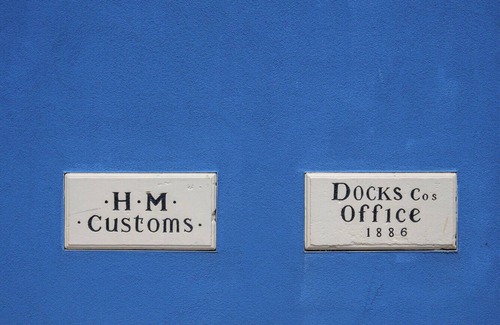 ·H·M·
·Customs·
DOCKS Cos
Office
1886